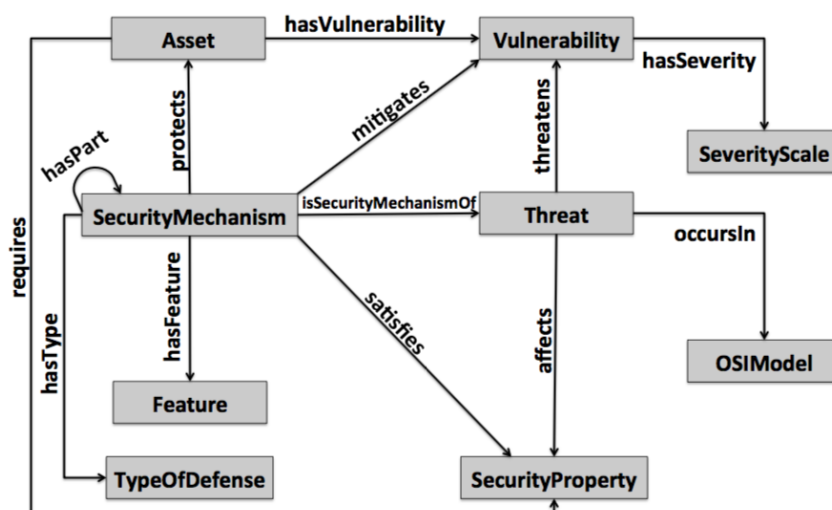 Asset
hasVulnerability
Vulnerability
hasSeverity
SeverityScale
protects
mitigates
threatens
hasPart
SecurityMechanism
isSecurityMechanismOf
Threat
occursIn
OSIModel
requires
hasType
hasFeature
satisfies
affects
Feature
TypeOfDefense
SecurityProperty